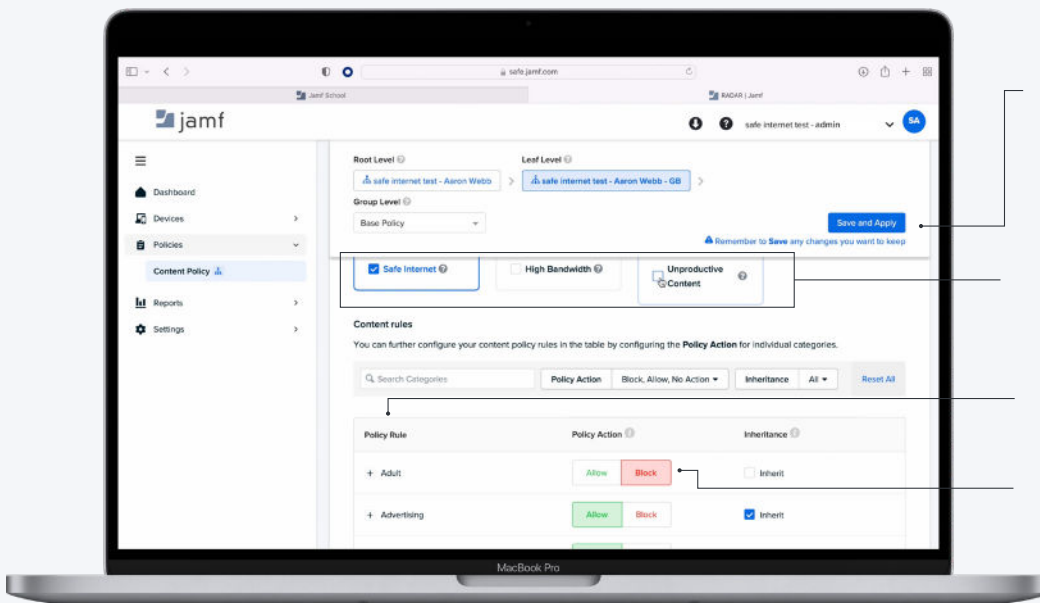 safe.jamf.com
Jamf School
RADAR | Jamf
jamf
safe internet test - admin
SA
Root Level
Leaf Level
safe internet test - Aaron Webb
safe internet test - Aaron Webb - GB
Group Level
Base Policy
Save and Apply
Remember to Save any changes you want to keep
Dashboard
Devices
Policies
Content Policy
Reports
Settings
Safe Internet
High Bandwidth
Unproductive
Content
Content rules
You can further configure your content policy rules in the table by configuring the Policy Action for individual categories.
Search Categories
Policy Action
Block, Allow, No Action
Inheritance
All
Reset All
Policy Rule
Policy Action
Inheritance
+ Adult
Allow
Block
Inherit
+ Advertising
Allow
Block
Inherit
MacBook Pro